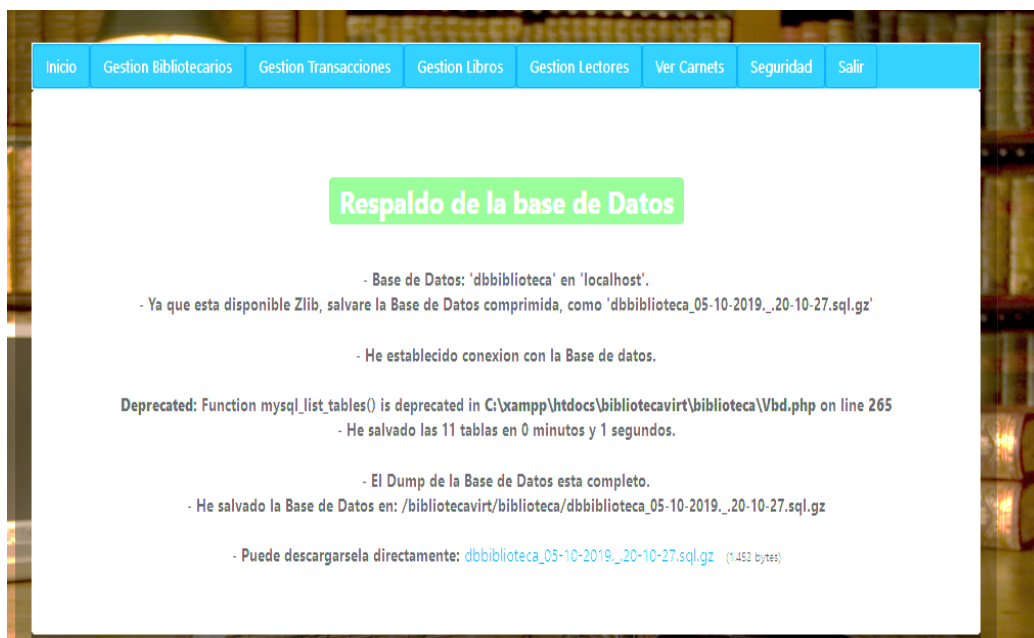 Inicio Gestion Bibliotecarios Gestion Transacciones Gestion Libros Gestion Lectores Ver Carnets Seguridad Salir
Respaldo de la base de Datos
- Base de Datos: 'dbbiblioteca' en 'localhost'.
- Ya que esta disponible Zlib, salvare la Base de Datos comprimida, como 'dbbiblioteca_05-10-2019._.20-10-27.sql.gz'
- He establecido conexion con la Base de datos.
Deprecated: Function mysql_list_tables() is deprecated in C:\xampp\htdocs\bibliotecavirt\biblioteca\Vbd.php on line 265
- He salvado las 11 tablas en 0 minutos y 1 segundos.
- El Dump de la Base de Datos esta completo.
- He salvado la Base de Datos en: /bibliotecavirt/biblioteca/dbbiblioteca_05-10-2019._.20-10-27.sql.gz
- Puede descargarsela directamente: dbbiblioteca_05-10-2019._.20-10-27.sql.gz (1.452 bytes)